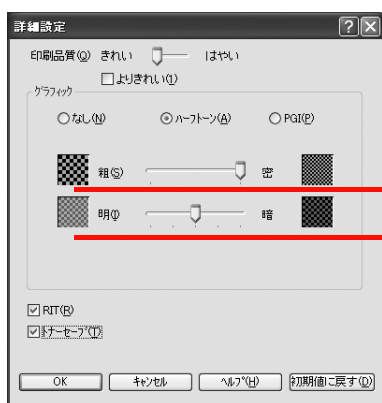 詳細設定
印刷品質(Q) きれい はやい
よりきれい(1)
グラフィック
なし(N) ハーフトーン(A) PGI(P)
粗(S) 密
明(I) 暗
RIT(R)
トナーセーブ(T)
OK キャンセル ヘルプ(H) 初期値に戻す(D)